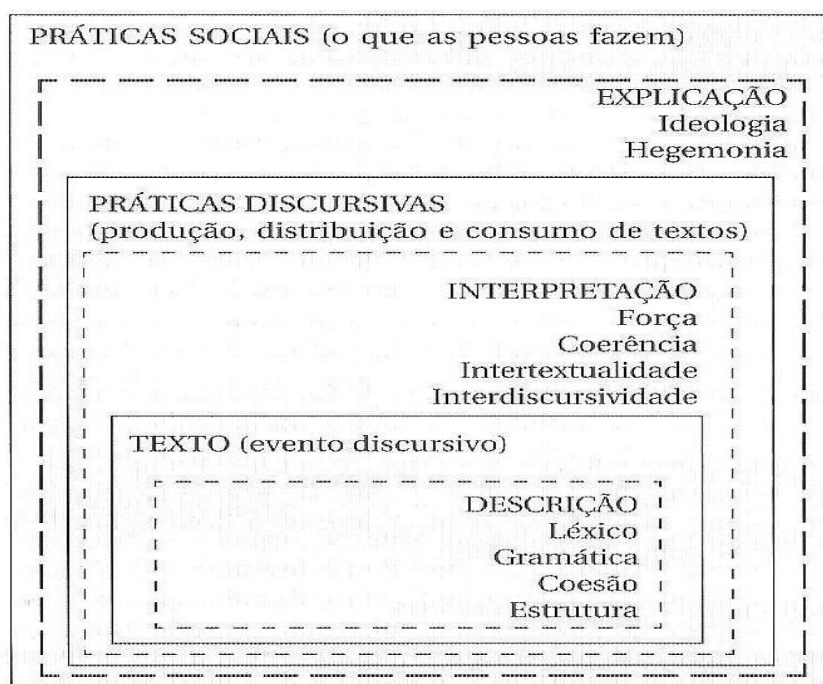 PRÁTICAS SOCIAIS (o que as pessoas fazem)
EXPLICAÇÃO
Ideologia
Hegemonia
PRÁTICAS DISCURSIVAS
(produção, distribuição e consumo de textos)
INTERPRETAÇÃO
Força
Coerência
Intertextualidade
Interdiscursividade
TEXTO (evento discursivo)
DESCRIÇÃO
Léxico
Gramática
Coesão
Estrutura